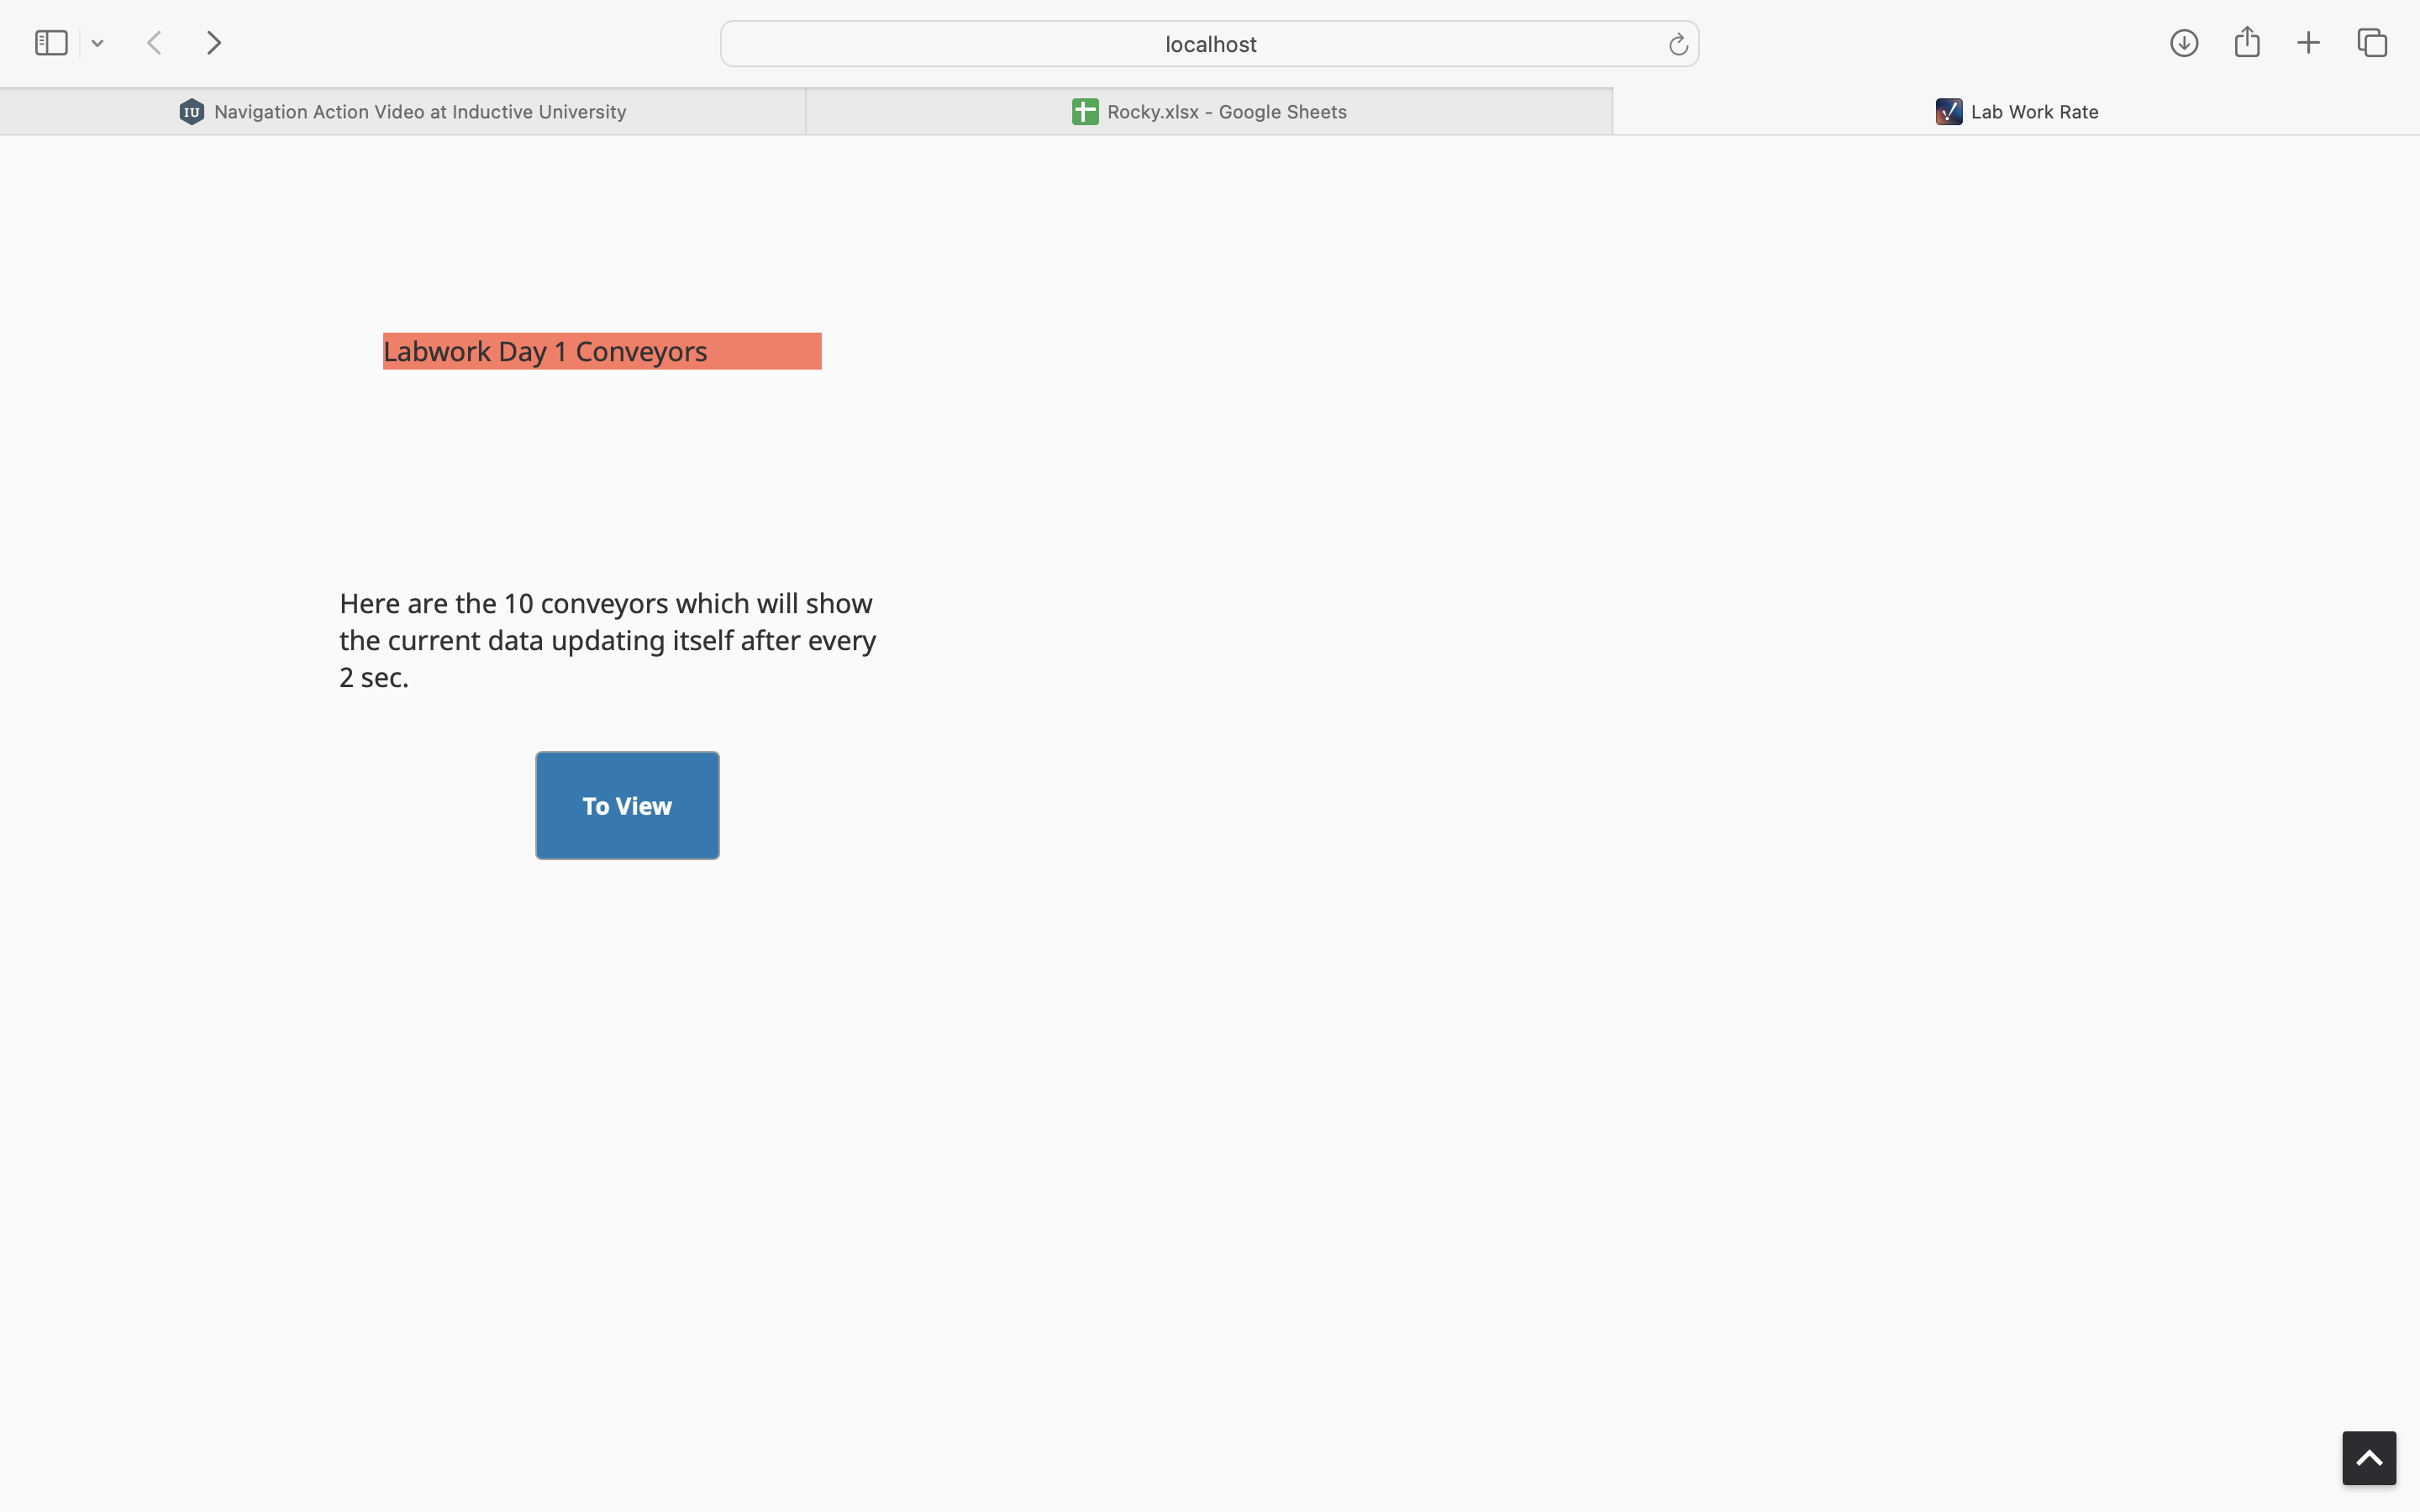 localhost
IU Navigation Action Video at Inductive University
Rocky.xlsx - Google Sheets
Lab Work Rate
Labwork Day 1 Conveyors
Here are the 10 conveyors which will show
the current data updating itself after every
2 sec.
To View